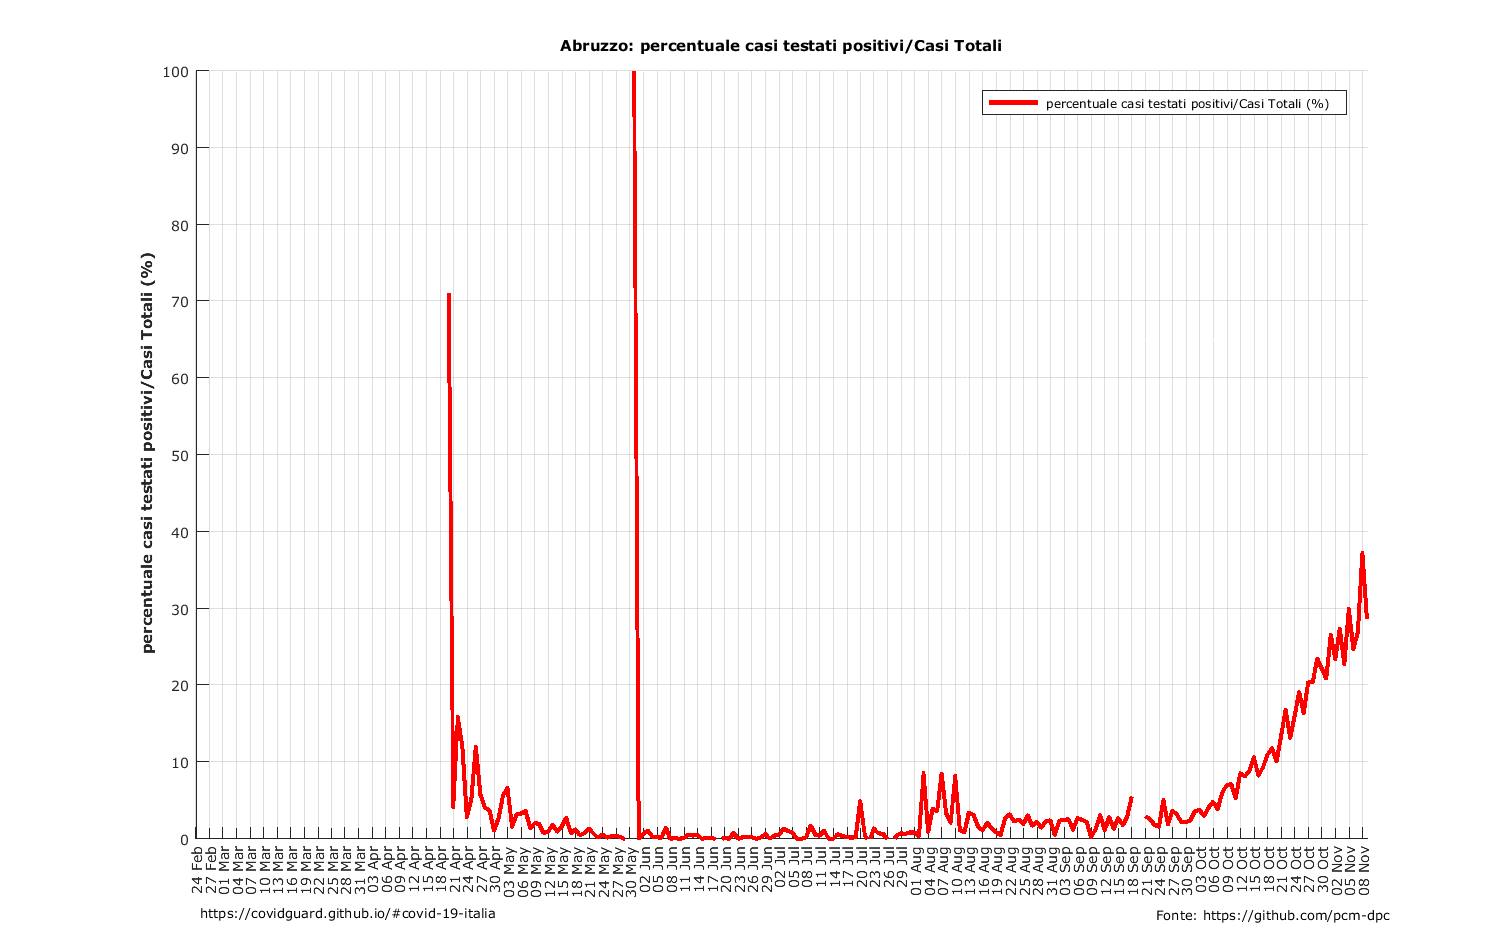 Abruzzo: percentuale casi testati positivi/Casi Totali
percentuale casi testati positivi/Casi Totali (%)
percentuale casi testati positivi/Casi Totali (%)
100
90
80
70
60
50
40
30
20
10
0
24 Feb
27 Feb
01 Mar
04 Mar
07 Mar
10 Mar
13 Mar
16 Mar
19 Mar
22 Mar
25 Mar
28 Mar
31 Mar
03 Apr
06 Apr
09 Apr
12 Apr
15 Apr
18 Apr
21 Apr
24 Apr
27 Apr
30 Apr
03 May
06 May
09 May
12 May
15 May
18 May
21 May
24 May
27 May
30 May
02 Jun
05 Jun
08 Jun
11 Jun
14 Jun
17 Jun
20 Jun
23 Jun
26 Jun
29 Jun
02 Jul
05 Jul
08 Jul
11 Jul
14 Jul
17 Jul
20 Jul
23 Jul
26 Jul
29 Jul
01 Aug
04 Aug
07 Aug
10 Aug
13 Aug
16 Aug
19 Aug
22 Aug
25 Aug
28 Aug
31 Aug
03 Sep
06 Sep
09 Sep
12 Sep
15 Sep
18 Sep
21 Sep
24 Sep
27 Sep
30 Sep
03 Oct
06 Oct
09 Oct
12 Oct
15 Oct
18 Oct
21 Oct
24 Oct
27 Oct
30 Oct
02 Nov
05 Nov
08 Nov
https://covidguard.github.io/#covid-19-italia
Fonte: https://github.com/pcm-dpc